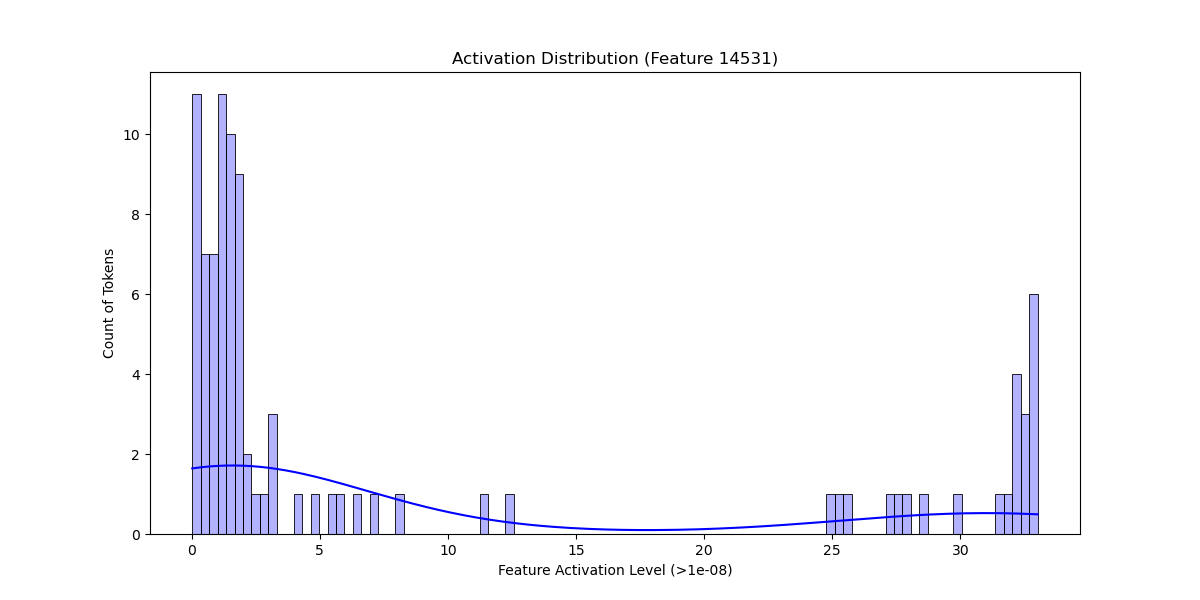 Activation Distribution (Feature 14531)
Count of Tokens
10
8
6
4
2
0
0 5 10 15 20 25 30
Feature Activation Level (>1e-08)